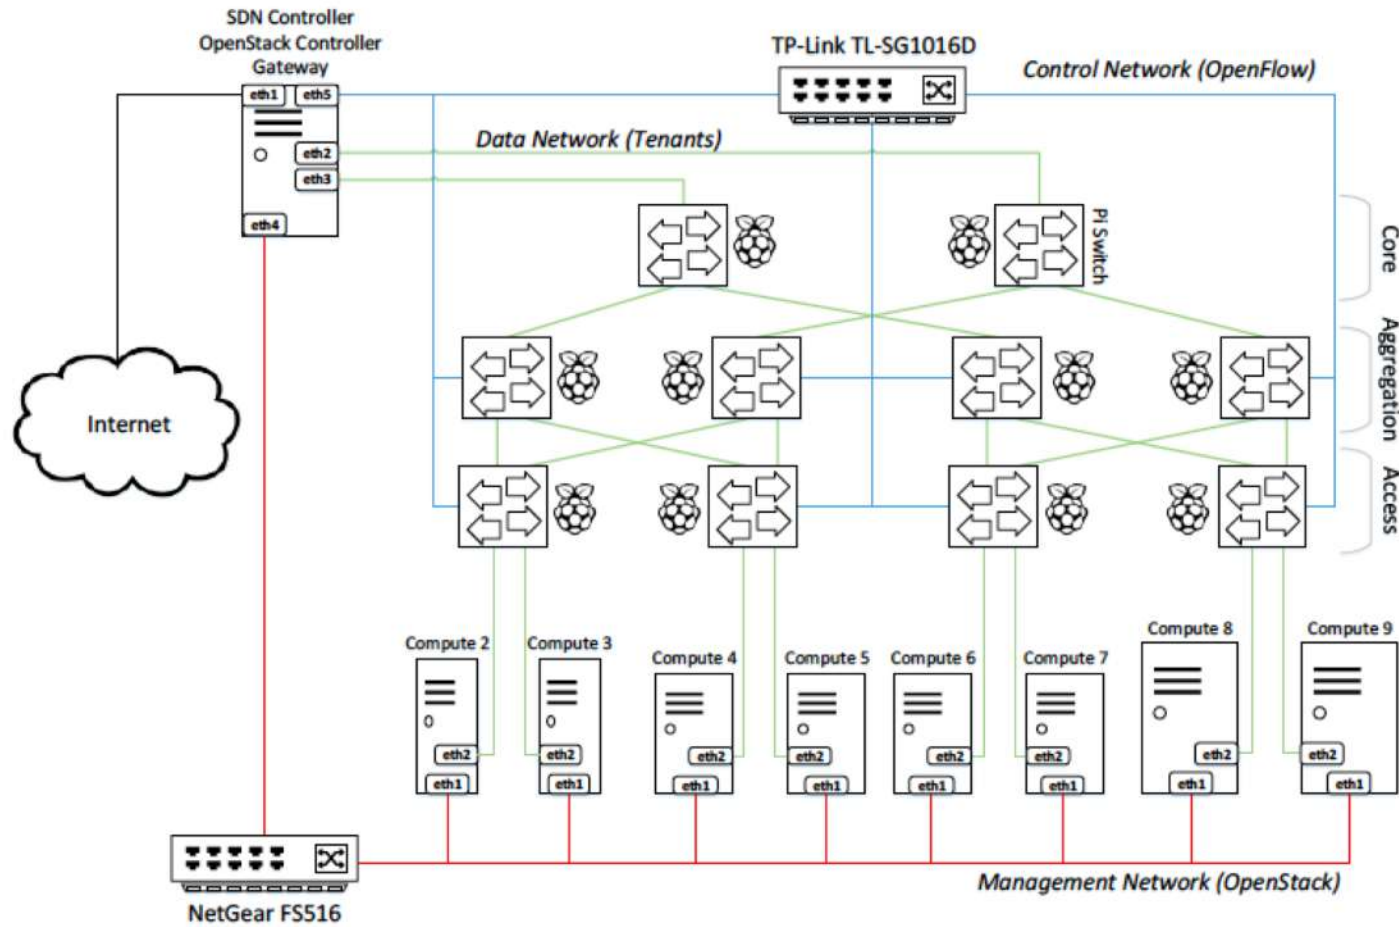 SDN Controller
OpenStack Controller
Gateway
TP-Link TL-SG1016D
Control Network (OpenFlow)
eth1
eth5
Data Network (Tenants)
eth2
eth3
eth4
Pi Switch
Core
Aggregation
Access
Internet
Compute 2
Compute 3
Compute 4
Compute 5
Compute 6
Compute 7
Compute 8
Compute 9
eth2
eth2
eth2
eth2
eth2
eth2
eth2
eth2
eth1
eth1
eth1
eth1
eth1
eth1
eth1
eth1
Management Network (OpenStack)
NetGear FS516